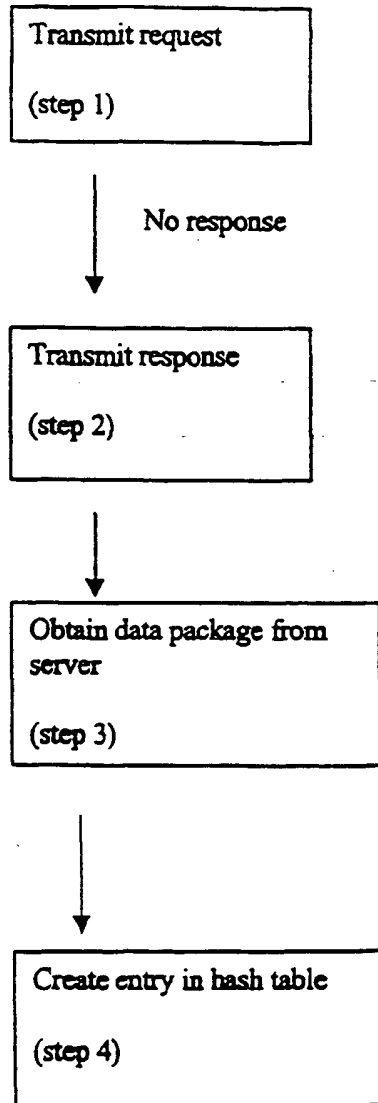 Transmit request
(step 1)
No response
Transmit response
(step 2)
Obtain data package from
server
(step 3)
Create entry in hash table
(step 4)